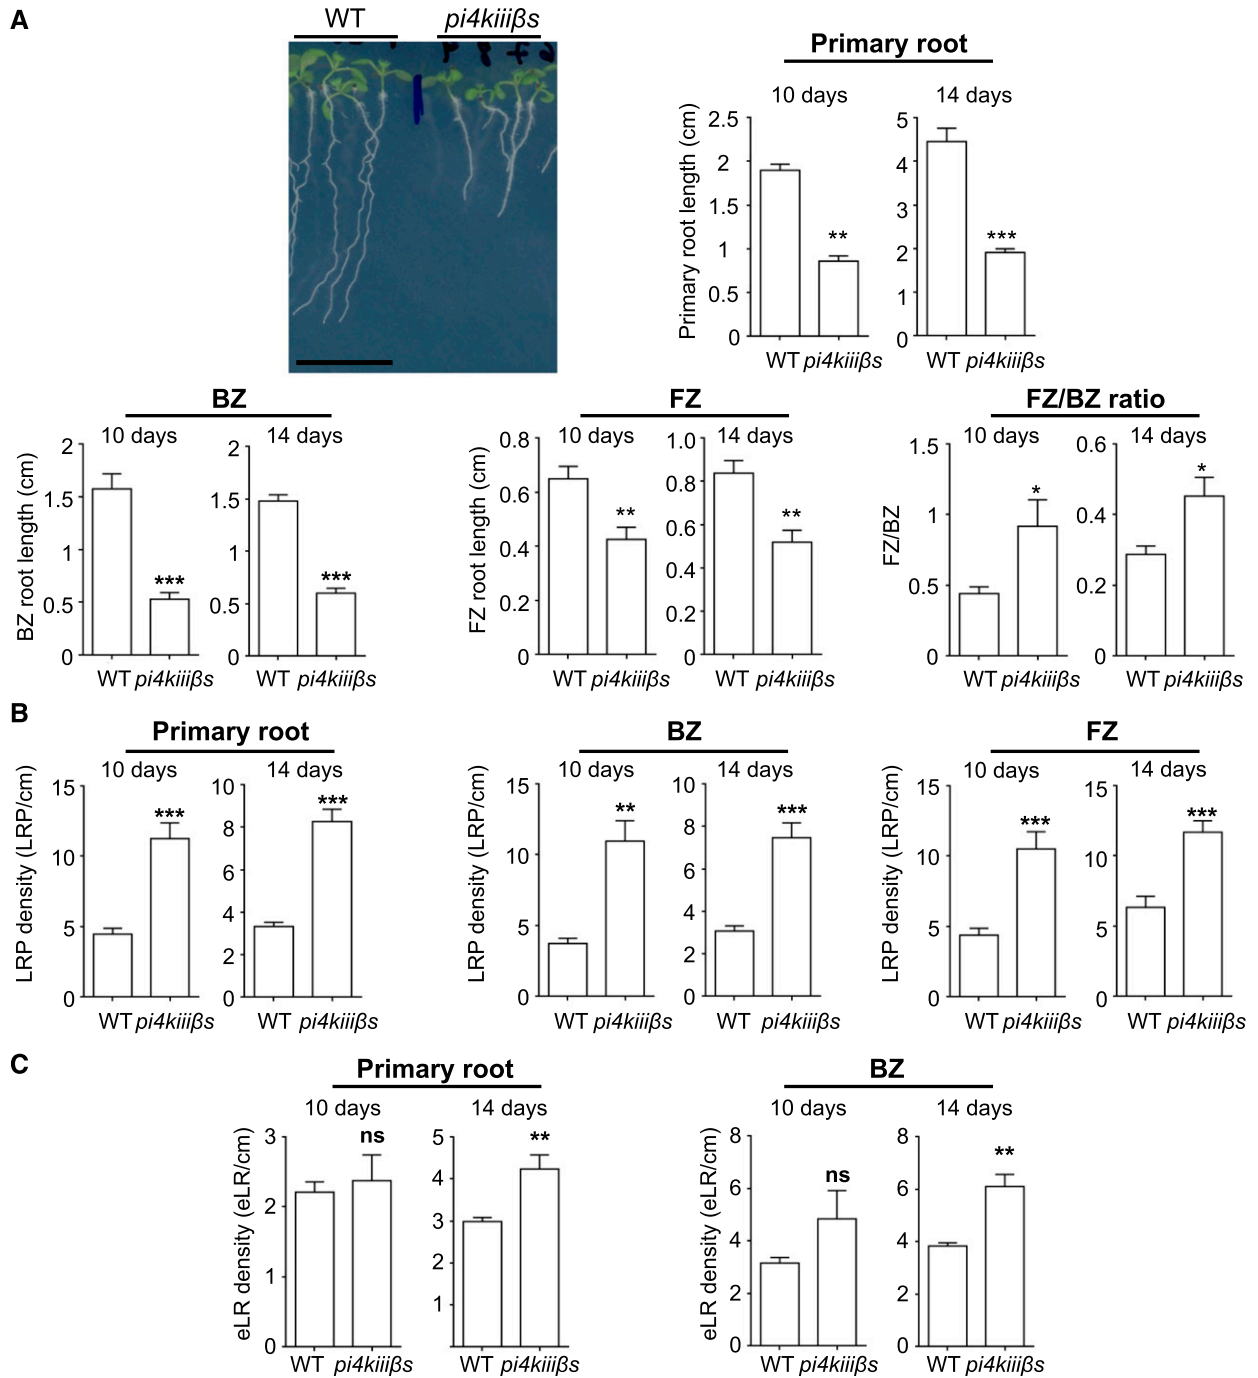 A
WT pi4kiiiβs
Primary root
10 days 14 days
Primary root length (cm)
2.5
2
1.5
1
0.5
0
**
5
4
3
2
1
0
***
WT pi4kiiiβs WT pi4kiiiβs
BZ
10 days 14 days
BZ root length (cm)
2
1.5
1
0.5
0
***
2
1.5
1
0.5
0
***
WT pi4kiiiβs WT pi4kiiiβs
FZ
10 days 14 days
FZ root length (cm)
0.8
0.6
0.4
0.2
0
**
1.0
0.8
0.6
0.4
0.2
0
**
WT pi4kiiiβs WT pi4kiiiβs
FZ/BZ ratio
10 days 14 days
FZ/BZ
1.5
1
0.5
0
*
0.6
0.4
0.2
0
*
WT pi4kiiiβs WT pi4kiiiβs
B
Primary root
10 days 14 days
LRP density (LRP/cm)
15
10
5
0
***
10
8
6
4
2
0
***
WT pi4kiiiβs WT pi4kiiiβs
BZ
10 days 14 days
LRP density (LRP/cm)
15
10
5
0
**
10
8
6
4
2
0
***
WT pi4kiiiβs WT pi4kiiiβs
FZ
10 days 14 days
LRP density (LRP/cm)
15
10
5
0
***
15
10
5
0
***
WT pi4kiiiβs WT pi4kiiiβs
C
Primary root
10 days 14 days
eLR density (eLR/cm)
3
2
1
0
ns
5
4
3
2
1
**
WT pi4kiiiβs WT pi4kiiiβs
BZ
10 days 14 days
eLR density (eLR/cm)
8
6
4
2
0
ns
8
6
4
2
0
**
WT pi4kiiiβs WT pi4kiiiβs